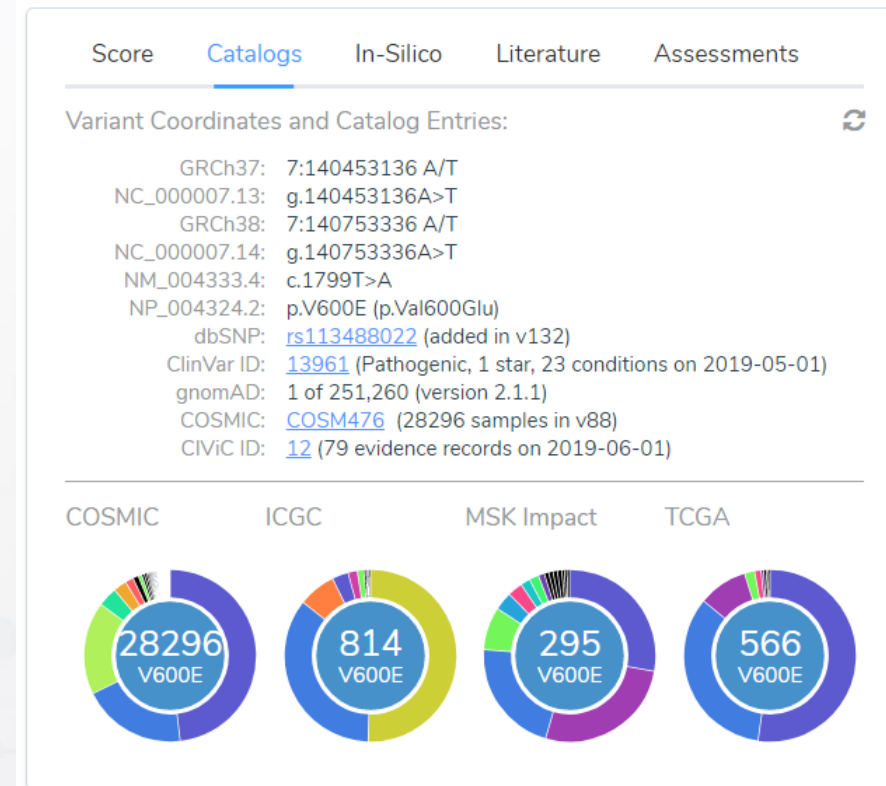 Score Catalogs In-Silico Literature Assessments
Variant Coordinates and Catalog Entries:
GRCh37: 7:140453136 A/T
NC_000007.13: g.140453136A>T
GRCh38: 7:140753336 A/T
NC_000007.14: g.140753336A>T
NM_004333.4: c.1799T>A
NP_004324.2: p.V600E (p.Val600Glu)
dbSNP: rs113488022 (added in v132)
ClinVar ID: 13961 (Pathogenic, 1 star, 23 conditions on 2019-05-01)
gnomAD: 1 of 251,260 (version 2.1.1)
COSMIC: COSM476 (28296 samples in v88)
CIViC ID: 12 (79 evidence records on 2019-06-01)
COSMIC ICGC MSK Impact TCGA
28296 814 295 566
V600E V600E V600E V600E